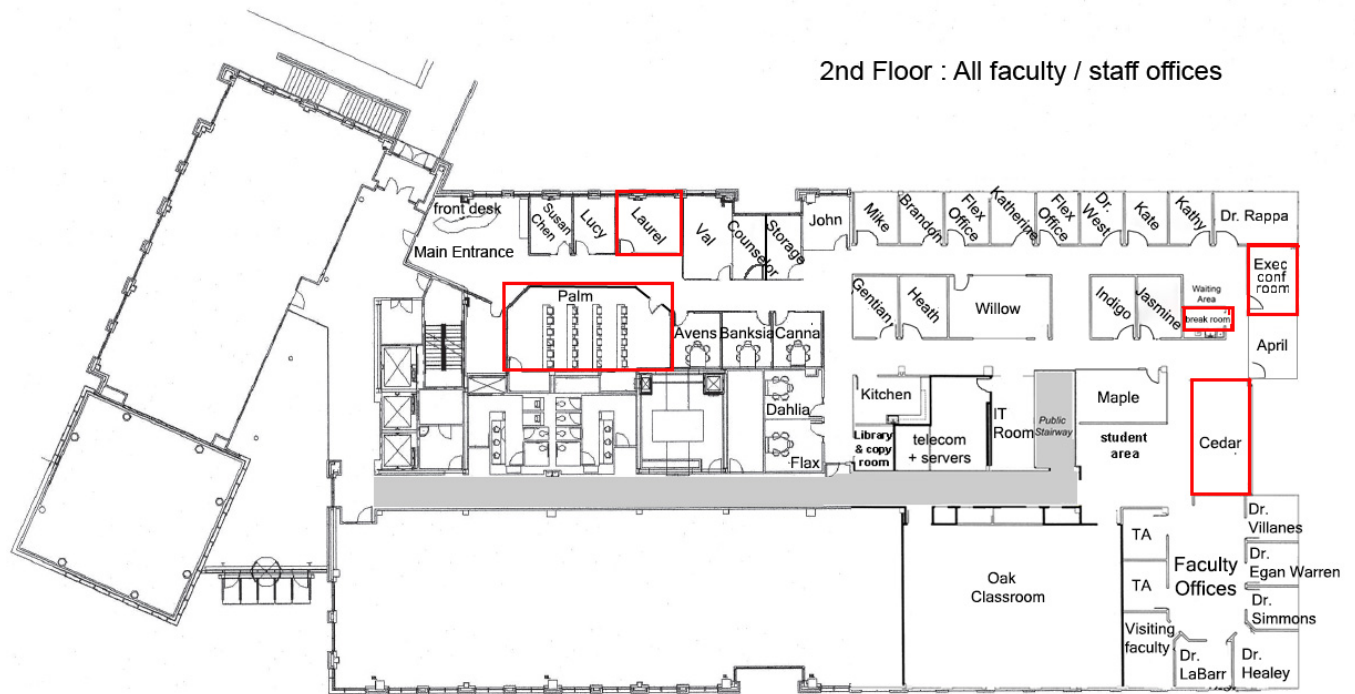 2nd Floor : All faculty / staff offices
front desk
Main Entrance
Susan
Chen
Lucy
Laurel
Val
Counselor
Storage
John
Mike
Brandon
Flex
Office
Katherine
Flex
Office
Dr.
West
Kate
Kathy
Dr. Rappa
Exec
conf
room
Palm
Avens
Banksia
Canna
Gentian
Heath
Willow
Indigo
Jasmine
Waiting
Area
break room
April
Dahlia
Flax
Kitchen
Library
& copy
room
telecom
+ servers
IT
Room
Public
Stairway
Maple
student
area
Cedar
Oak
Classroom
TA
TA
Visiting
faculty
Faculty
Offices
Dr.
Villanes
Dr.
Egan Warren
Dr.
Simmons
Dr.
LaBarr
Dr.
Healey